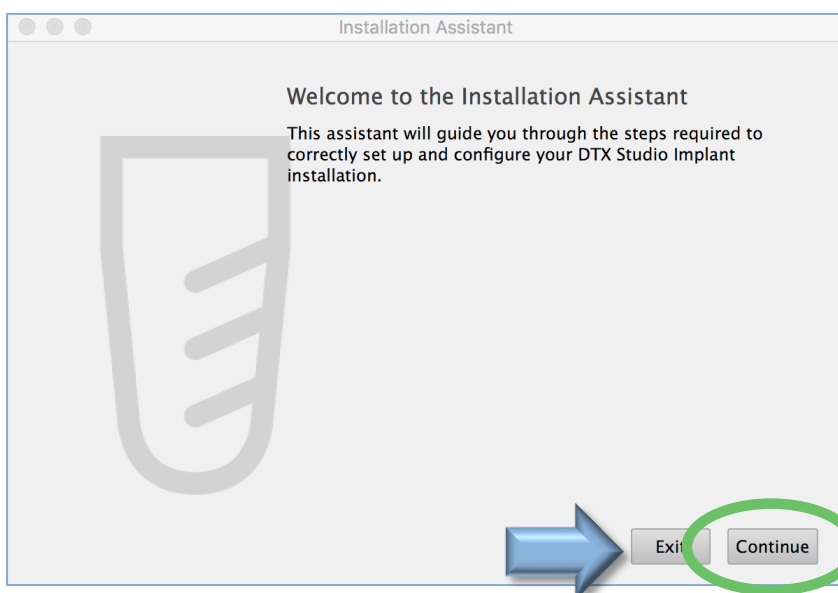 Installation Assistant
Welcome to the Installation Assistant
This assistant will guide you through the steps required to
correctly set up and configure your DTX Studio Implant
installation.
Exit
Continue